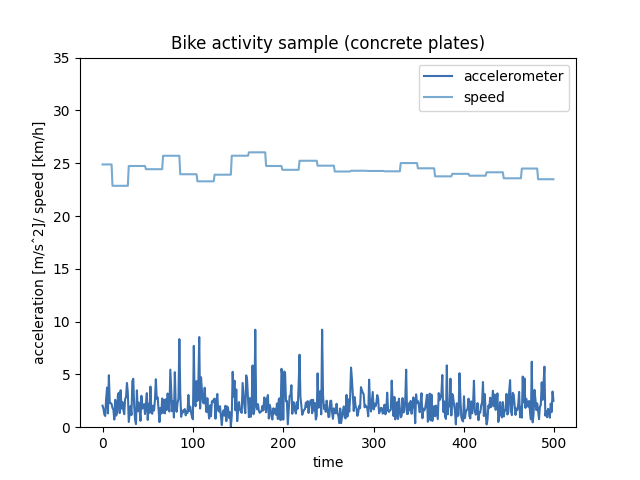 Bike activity sample (concrete plates)
accelerometer
speed
acceleration [m/sˆ2]/ speed [km/h]
35
30
25
20
15
10
5
0
0 100 200 300 400 500
time